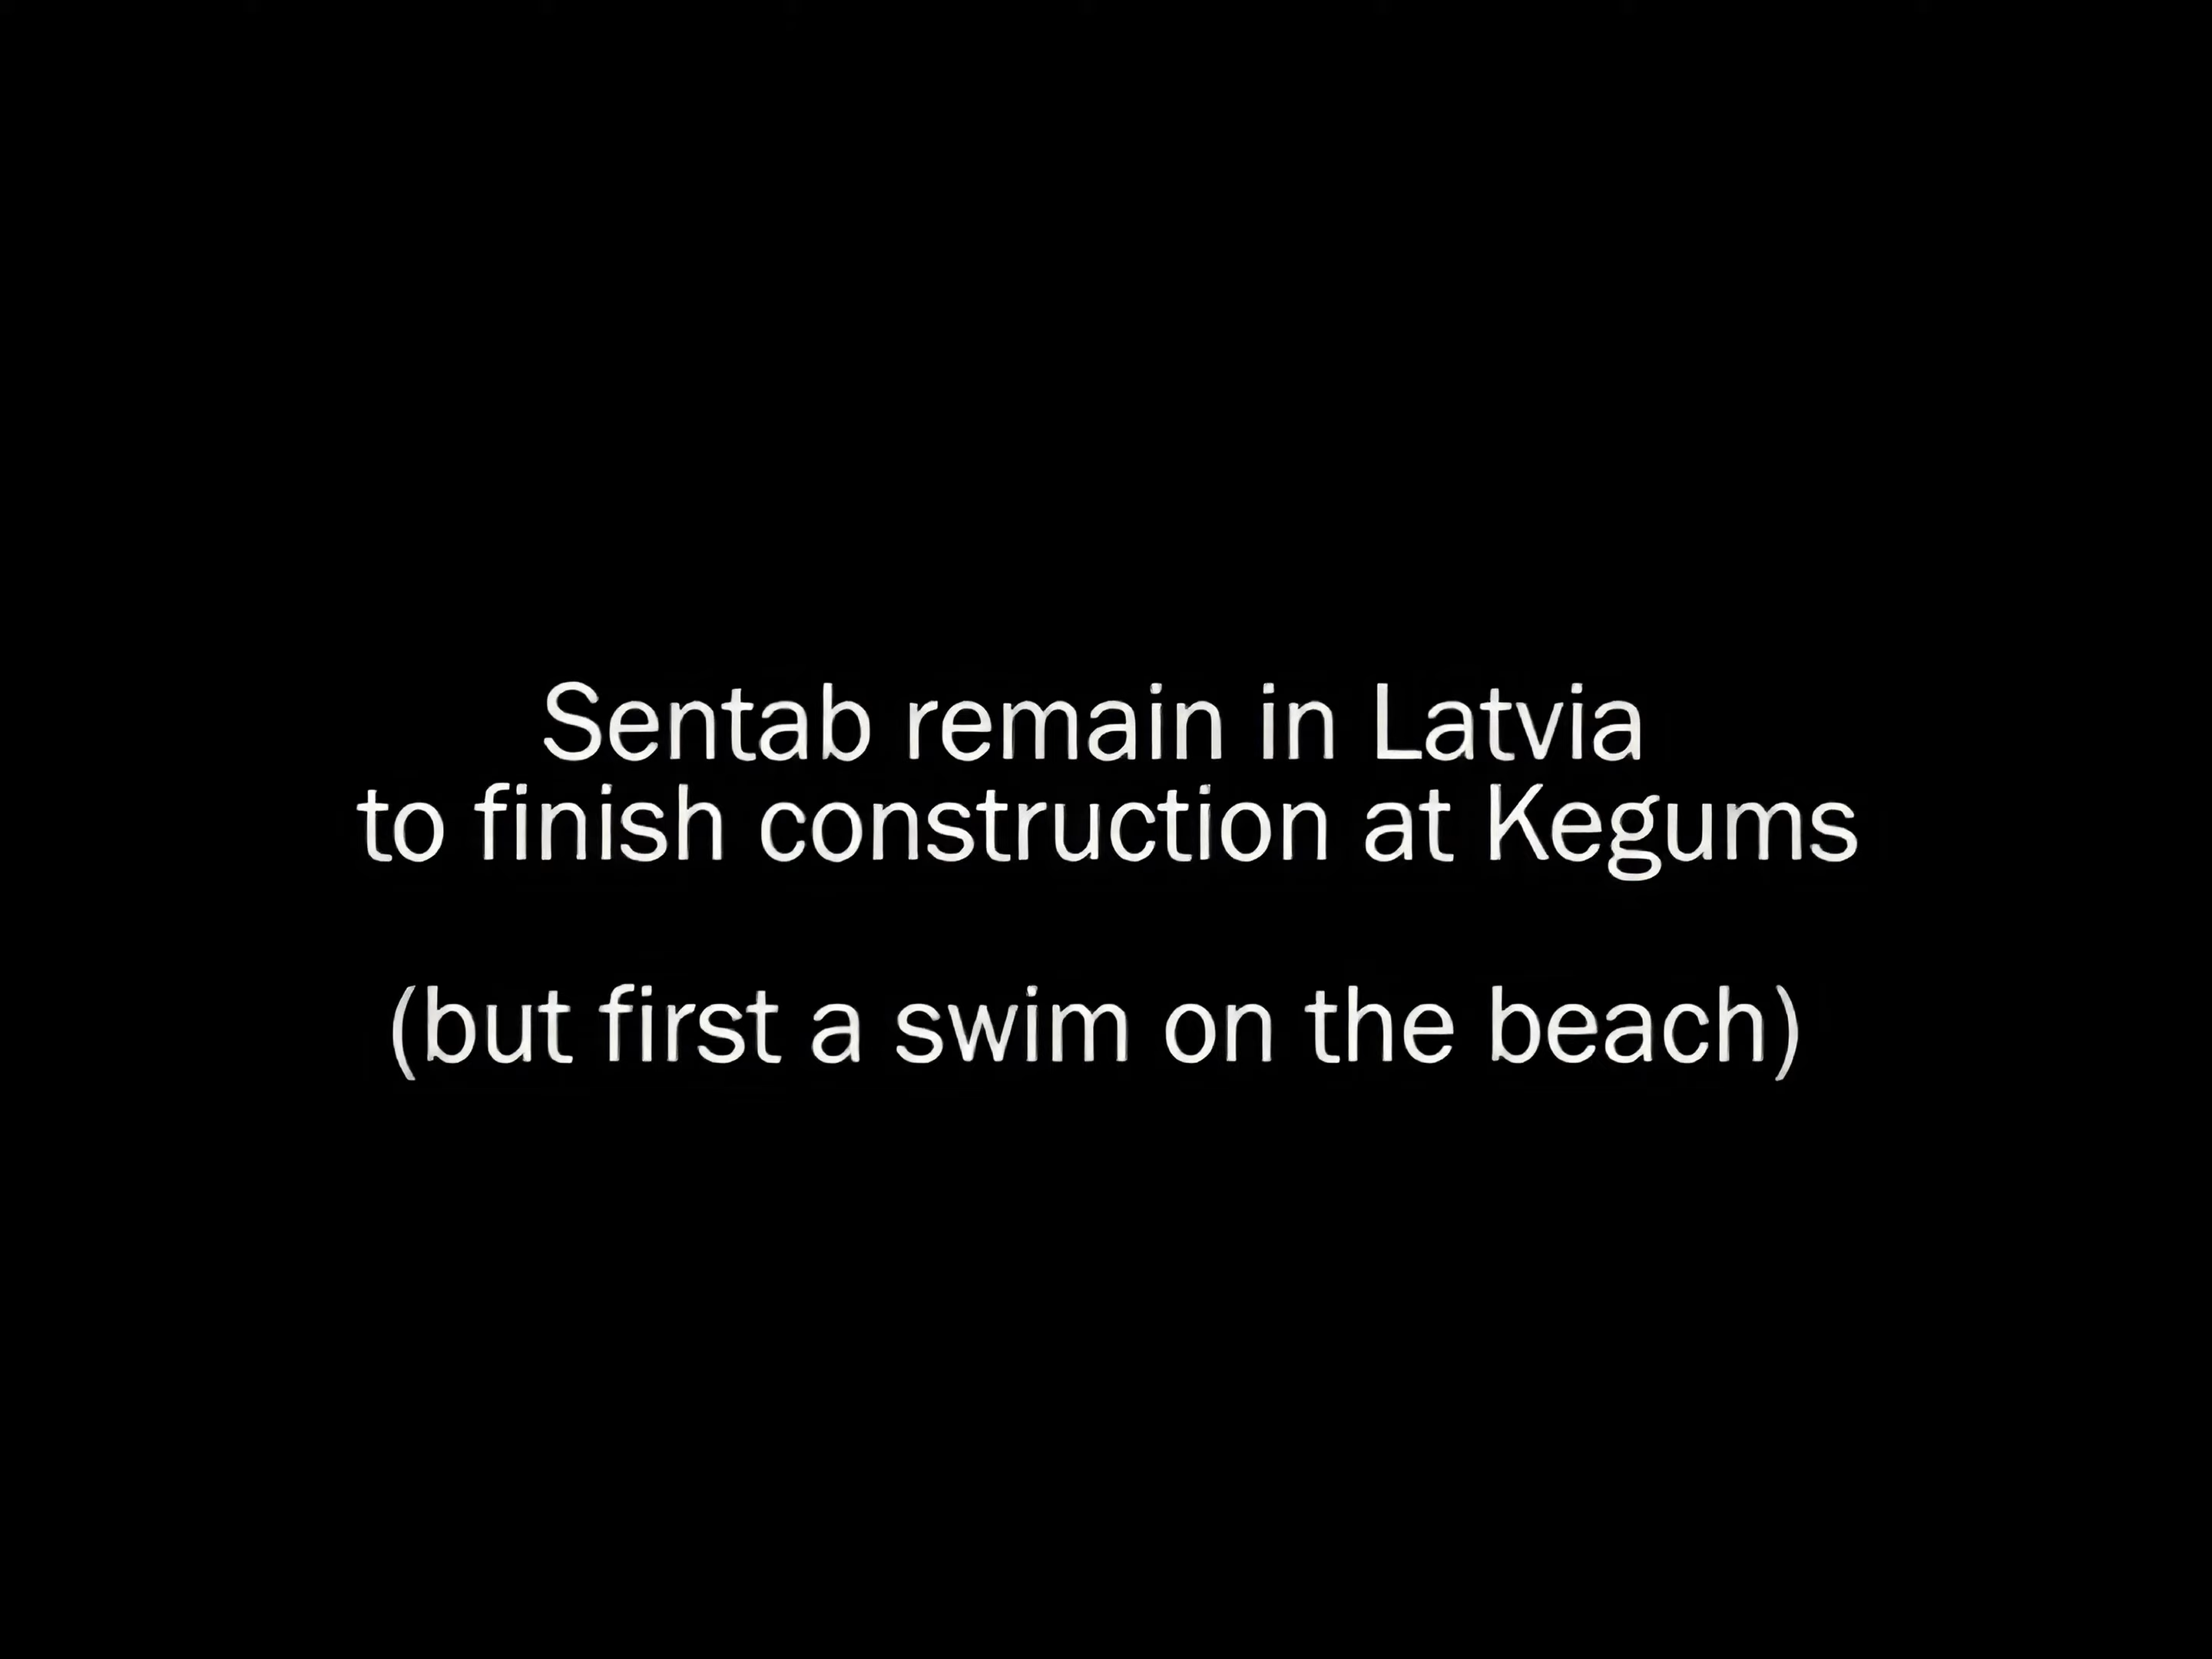 Sentab remain in Latvia
to finish construction at Kegums
(but first a swim on the beach)